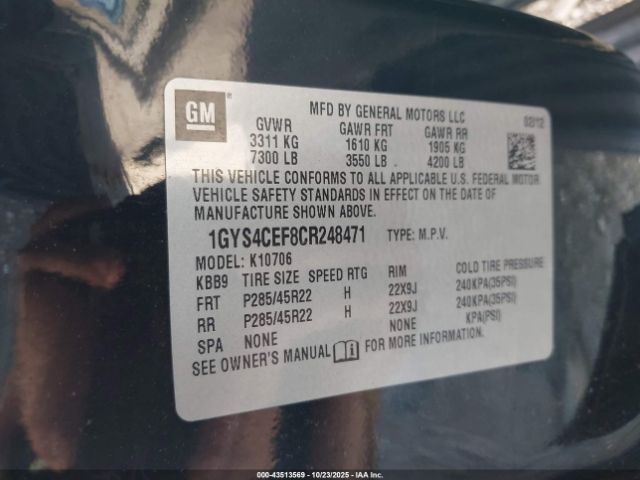 GM
MFD BY GENERAL MOTORS LLC 02/12
GVWR GAWR FRT GAWR RR
3311 KG 1610 KG 1905 KG
7300 LB 3550 LB 4200 LB
THIS VEHICLE CONFORMS TO ALL APPLICABLE U.S. FEDERAL MOTOR
VEHICLE SAFETY STANDARDS IN EFFECT ON THE DATE OF
MANUFACTURE SHOWN ABOVE.
1GYS4CEF8CR248471 TYPE: M.P.V.
MODEL: K10706
KBB9 TIRE SIZE SPEED RTG RIM COLD TIRE PRESSURE
FRT P285/45R22 H 22X9J 240KPA(35PSI)
RR P285/45R22 H 22X9J 240KPA(35PSI)
SPA NONE NONE KPA(PSI)
SEE OWNER'S MANUAL i FOR MORE INFORMATION.
000-43513569 • 10/23/2025 • IAA Inc.